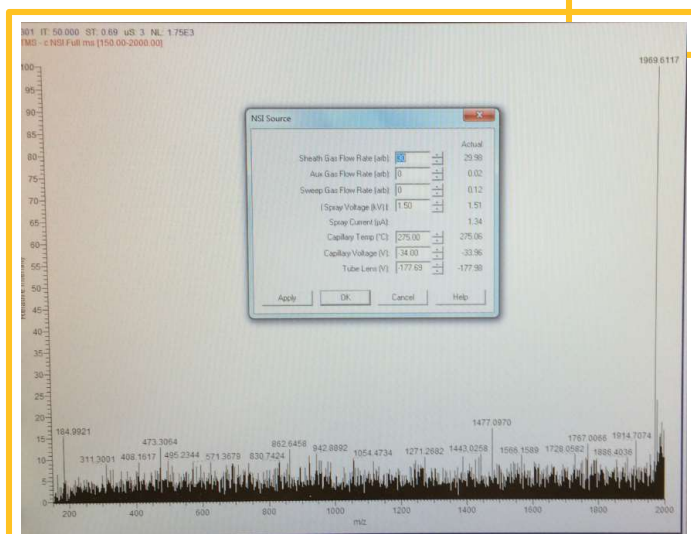 IT: 50.000 ST: 0.69 uS: 3 NL: 1.75E3
NSI Full ms [150.00-2000.00]
1969.6117
100
95
90
85
80
75
70
65
60
55
50
45
40
35
30
25
20
15
10
5
0
NSI Source
Actual
Sheath Gas Flow Rate (arb): 30 29.98
Aux Gas Flow Rate (arb): 0 0.02
Sweep Gas Flow Rate (arb): 0 0.12
Spray Voltage (kV) 1.50 1.51
Spray Current (µA): 1.34
Capillary Temp (°C): 275.00 275.06
Capillary Voltage (V): -34.00 -33.96
Tube Lens (V): -177.69 -177.98
Apply OK Cancel Help
184.9921
311.2001
408.1617
473.3064
495.2344
571.3679
830.7424
862.6458
942.9892
1054.4734
1271.2682
1443.0258
1477.0970
1566.1589
1728.0582
1767.0066
1886.4036
1914.7074
200 400 600 800 1000 1200 1400 1600 1800 2000
m/z